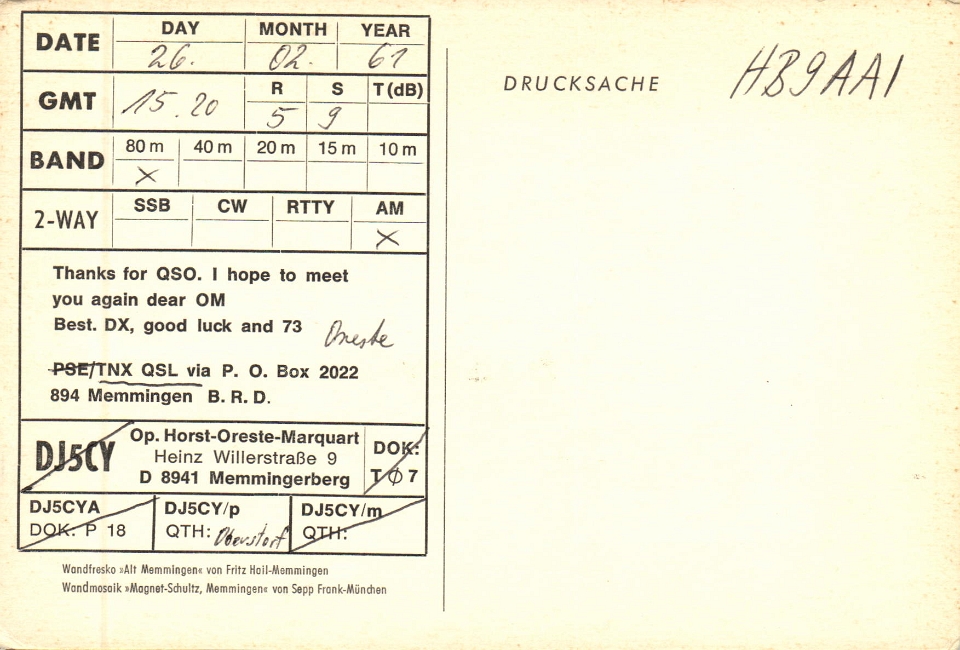 DATE DAY MONTH YEAR
26. 02. 61
GMT R S T (dB)
15.20 5 9
BAND 80 m 40 m 20 m 15 m 10 m
X
2-WAY SSB CW RTTY AM
X
Thanks for QSO. I hope to meet
you again dear OM
Best. DX, good luck and 73 Oreste
PSE/TNX QSL via P. O. Box 2022
894 Memmingen B. R. D.
DJ5CY Op. Horst-Oreste-Marquart DOK:
Heinz Willerstraße 9
D 8941 Memmingerberg T Ø 7
DJ5CYA DJ5CY/p DJ5CY/m
DOK: P 18 QTH: Oberstorf QTH:
Wandfresko »Alt Memmingen« von Fritz Hail-Memmingen
Wandmosaik »Magnet-Schultz, Memmingen« von Sepp Frank-München
DRUCKSACHE HB9AAI